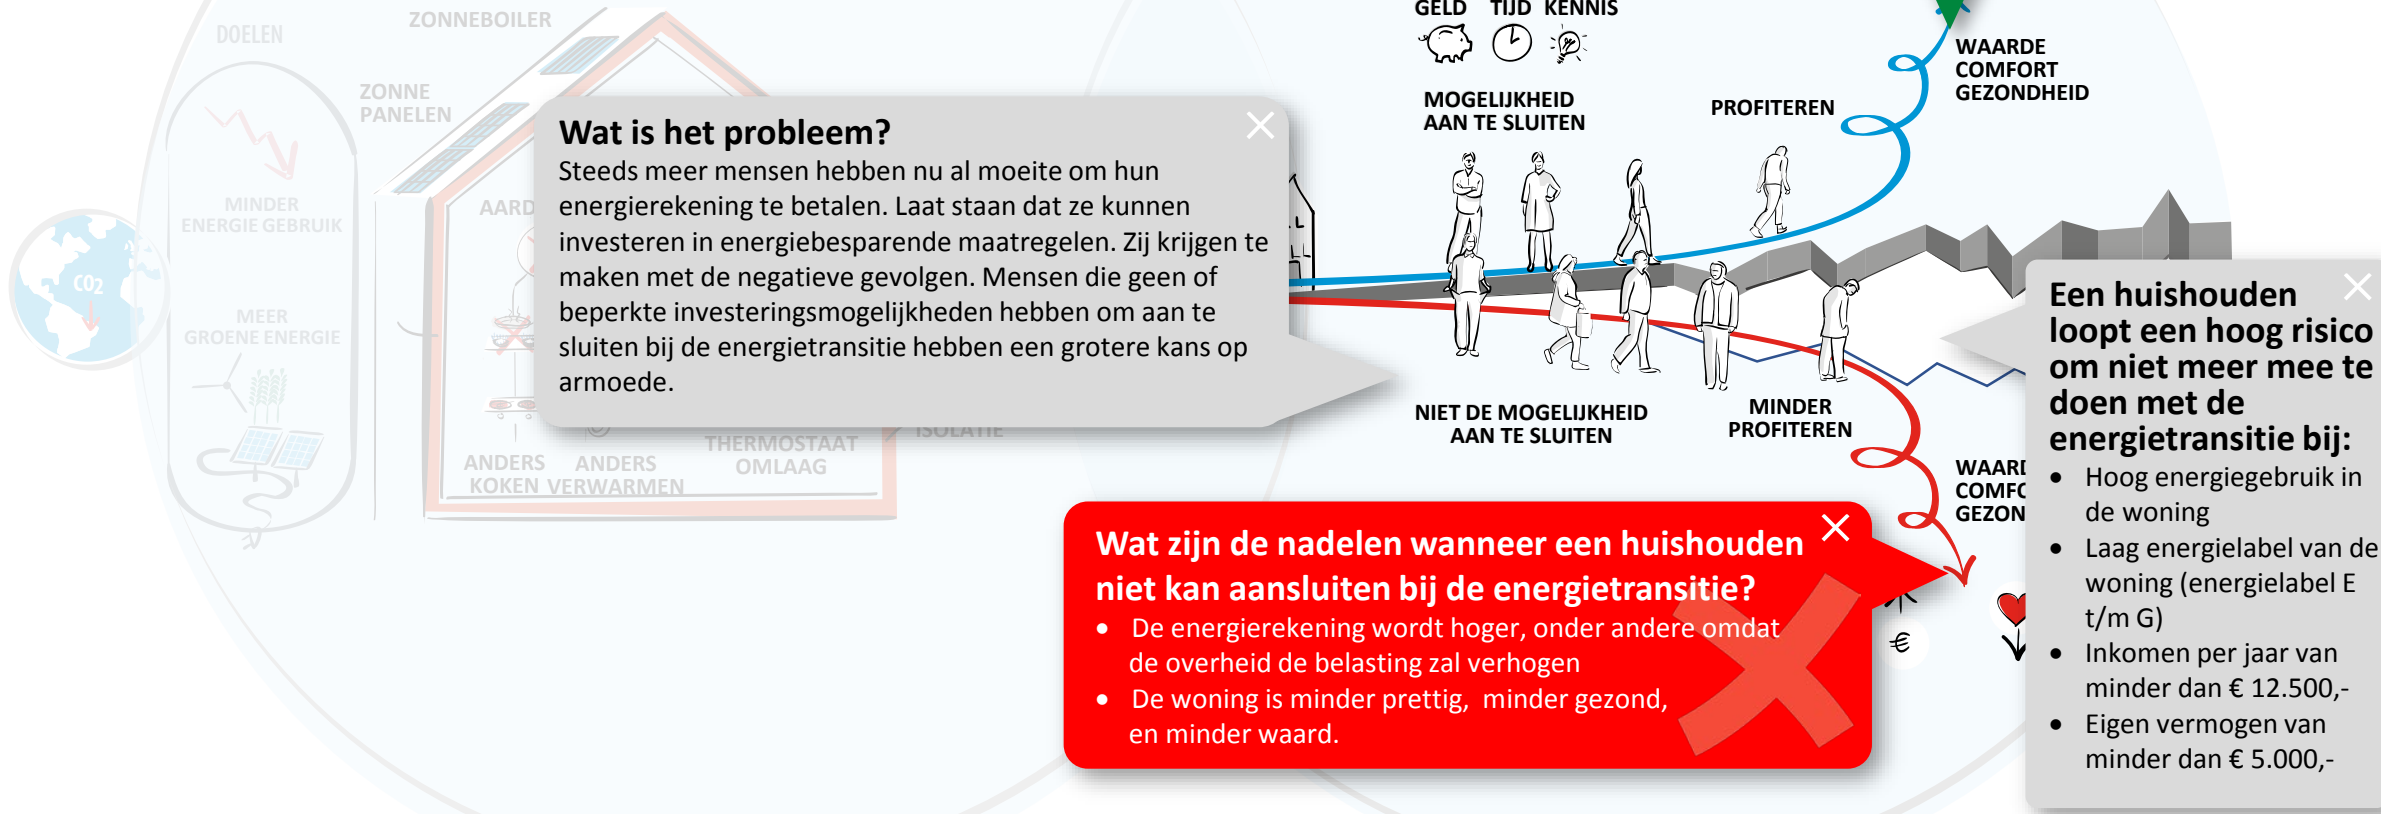 DOELEN
ZONNEBOILER
ZONNE
PANELEN
MINDER
ENERGIE GEBRUIK
CO2
MEER
GROENE ENERGIE
ANDERS
KOKEN
ANDERS
VERWARMEN
THERMOSTAAT
OMLAAG
ISOLATIE
Wat is het probleem?
Steeds meer mensen hebben nu al moeite om hun
energierekening te betalen. Laat staan dat ze kunnen
investeren in energiebesparende maatregelen. Zij krijgen te
maken met de negatieve gevolgen. Mensen die geen of
beperkte investeringsmogelijkheden hebben om aan te
sluiten bij de energietransitie hebben een grotere kans op
armoede.
GELD TIJD KENNIS
MOGELIJKHEID
AAN TE SLUITEN
PROFITEREN
WAARDE
COMFORT
GEZONDHEID
NIET DE MOGELIJKHEID
AAN TE SLUITEN
MINDER
PROFITEREN
Wat zijn de nadelen wanneer een huishouden
niet kan aansluiten bij de energietransitie?
• De energierekening wordt hoger, onder andere omdat
de overheid de belasting zal verhogen
• De woning is minder prettig,  minder gezond,
en minder waard.
€
Een huishouden
loopt een hoog risico
om niet meer mee te
doen met de
energietransitie bij:
• Hoog energiegebruik in
de woning
• Laag energielabel van de
woning (energielabel E
t/m G)
• Inkomen per jaar van
minder dan € 12.500,-
• Eigen vermogen van
minder dan € 5.000,-